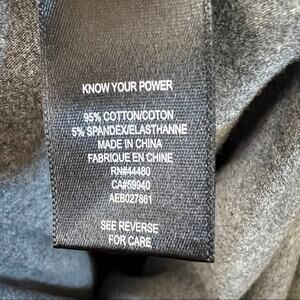 KNOW YOUR POWER
95% COTTON/COTON
5% SPANDEX/ELASTHANNE
MADE IN CHINA
FABRIQUE EN CHINE
RN#44480
CA#59940
AEB027861
SEE REVERSE
FOR CARE